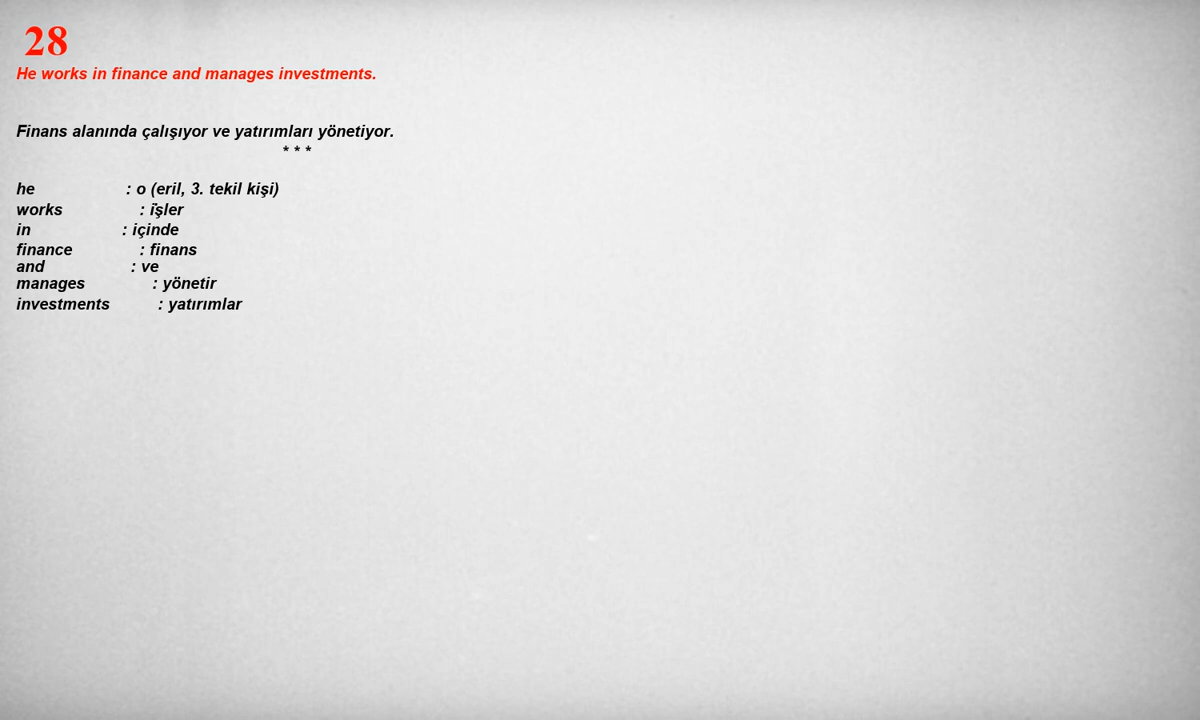 28
He works in finance and manages investments.
Finans alanında çalışıyor ve yatırımları yönetiyor.
* * *
he : o (eril, 3. tekil kişi)
works : i̇şler
in : içinde
finance : finans
and : ve
manages : yönetir
investments : yatırımlar